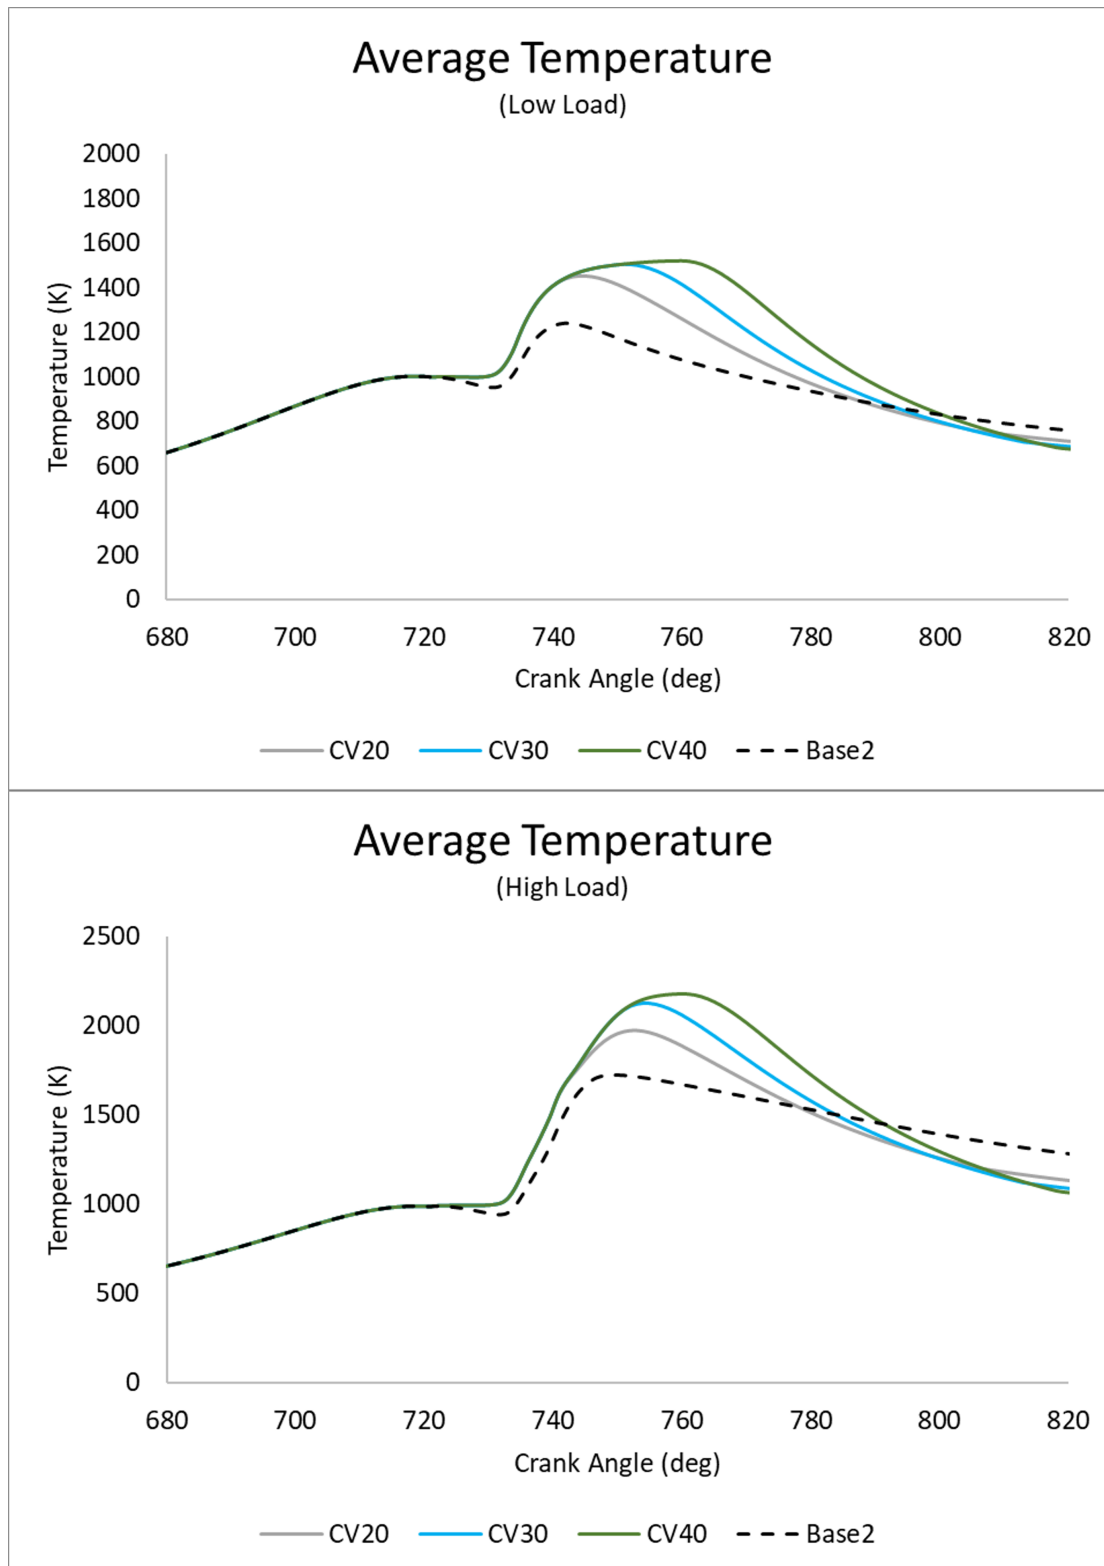 Average Temperature
(Low Load)
2000
1800
1600
1400
1200
1000
800
600
400
200
0
Temperature (K)
680 700 720 740 760 780 800 820
Crank Angle (deg)
CV20 CV30 CV40 Base2
Average Temperature
(High Load)
2500
2000
1500
1000
500
0
Temperature (K)
680 700 720 740 760 780 800 820
Crank Angle (deg)
CV20 CV30 CV40 Base2